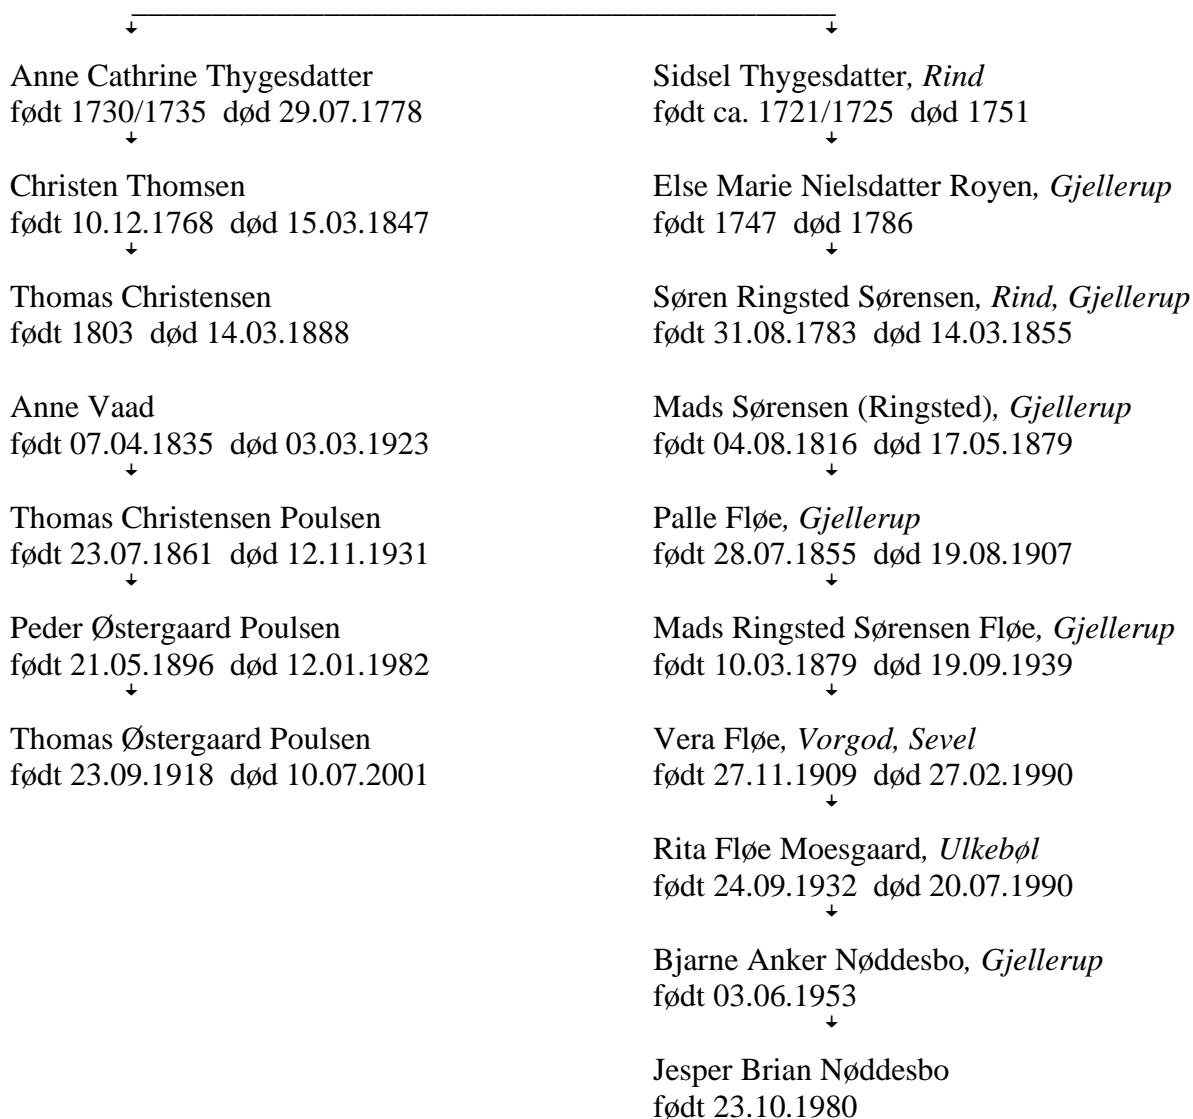 Anne Cathrine Thygesdatter
født 1730/1735  død 29.07.1778
Christen Thomsen
født 10.12.1768  død 15.03.1847
Thomas Christensen
født 1803  død 14.03.1888
Anne Vaad
født 07.04.1835  død 03.03.1923
Thomas Christensen Poulsen
født 23.07.1861  død 12.11.1931
Peder Østergaard Poulsen
født 21.05.1896  død 12.01.1982
Thomas Østergaard Poulsen
født 23.09.1918  død 10.07.2001
Sidsel Thygesdatter, Rind
født ca. 1721/1725  død 1751
Else Marie Nielsdatter Royen, Gjellerup
født 1747  død 1786
Søren Ringsted Sørensen, Rind, Gjellerup
født 31.08.1783  død 14.03.1855
Mads Sørensen (Ringsted), Gjellerup
født 04.08.1816  død 17.05.1879
Palle Fløe, Gjellerup
født 28.07.1855  død 19.08.1907
Mads Ringsted Sørensen Fløe, Gjellerup
født 10.03.1879  død 19.09.1939
Vera Fløe, Vorgod, Sevel
født 27.11.1909  død 27.02.1990
Rita Fløe Moesgaard, Ulkebøl
født 24.09.1932  død 20.07.1990
Bjarne Anker Nøddesbo, Gjellerup
født 03.06.1953
Jesper Brian Nøddesbo
født 23.10.1980